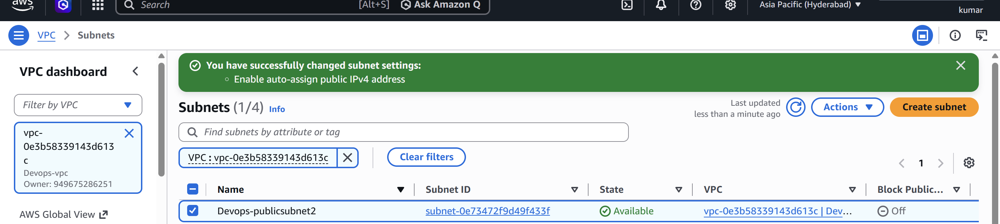 aws
Search [Alt+S] Ask Amazon Q Asia Pacific (Hyderabad)
kumar
VPC Subnets
VPC dashboard
Filter by VPC
vpc-
0e3b58339143d613
c
Devops-vpc
Owner: 949675286251
AWS Global View
You have successfully changed subnet settings:
Enable auto-assign public IPv4 address
Subnets (1/4) Info
Last updated
less than a minute ago
Actions
Create subnet
Find subnets by attribute or tag
VPC : vpc-0e3b58339143d613c
Clear filters
1
Name Subnet ID State VPC Block Public...
Devops-publicsubnet2 subnet-0e73472f9d49f433f Available vpc-0e3b58339143d613c | Dev... Off